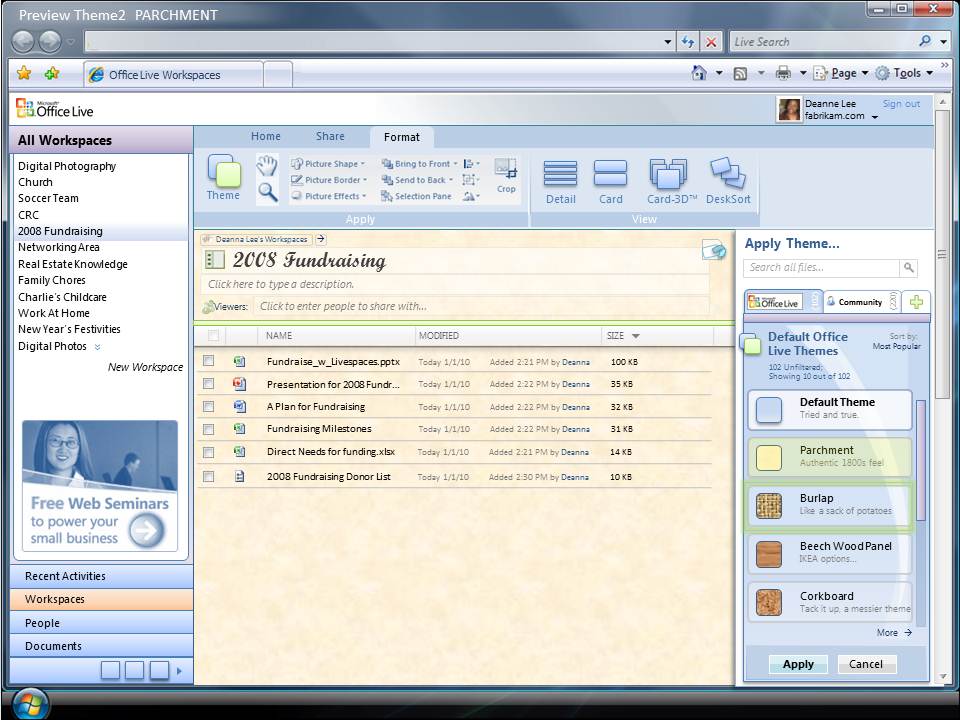 Preview Theme2 PARCHMENT
Live Search
Office Live Workspaces
Page
Tools
Microsoft
Office Live
Deanne Lee
fabrikam.com
Sign out
All Workspaces
Digital Photography
Church
Soccer Team
CRC
2008 Fundraising
Networking Area
Real Estate Knowledge
Family Chores
Charlie's Childcare
Work At Home
New Year's Festivities
Digital Photos
New Workspace
Free Web Seminars
to power your
small business
Recent Activities
Workspaces
People
Documents
Home Share Format
Theme
Picture Shape
Picture Border
Picture Effects
Bring to Front
Send to Back
Selection Pane
Crop
Apply
Detail Card Card-3D™ DeskSort
View
Deanna Lee's Workspaces
2008 Fundraising
Click here to type a description.
Viewers: Click to enter people to share with...
NAME MODIFIED SIZE
Fundraise_w_Livespaces.pptx Today 1/1/10 Added 2:21 PM by Deanna 100 KB
Presentation for 2008 Fundr... Today 1/1/10 Added 2:22 PM by Deanna 35 KB
A Plan for Fundraising Today 1/1/10 Added 2:22 PM by Deanna 32 KB
Fundraising Milestones Today 1/1/10 Added 2:22 PM by Deanna 31 KB
Direct Needs for funding.xlsx Today 1/1/10 Added 2:21 PM by Deanna 14 KB
2008 Fundraising Donor List Today 1/1/10 Added 2:30 PM by Deanna 10 KB
Apply Theme...
Search all files...
Microsoft
Office Live
Community
Default Office
Live Themes
Sort by:
Most Popular
102 Unfiltered;
Showing 10 out of 102
Default Theme
Tried and true.
Parchment
Authentic 1800s feel
Burlap
Like a sack of potatoes
Beech Wood Panel
IKEA options...
Corkboard
Tack it up, a messier theme
More
Apply Cancel